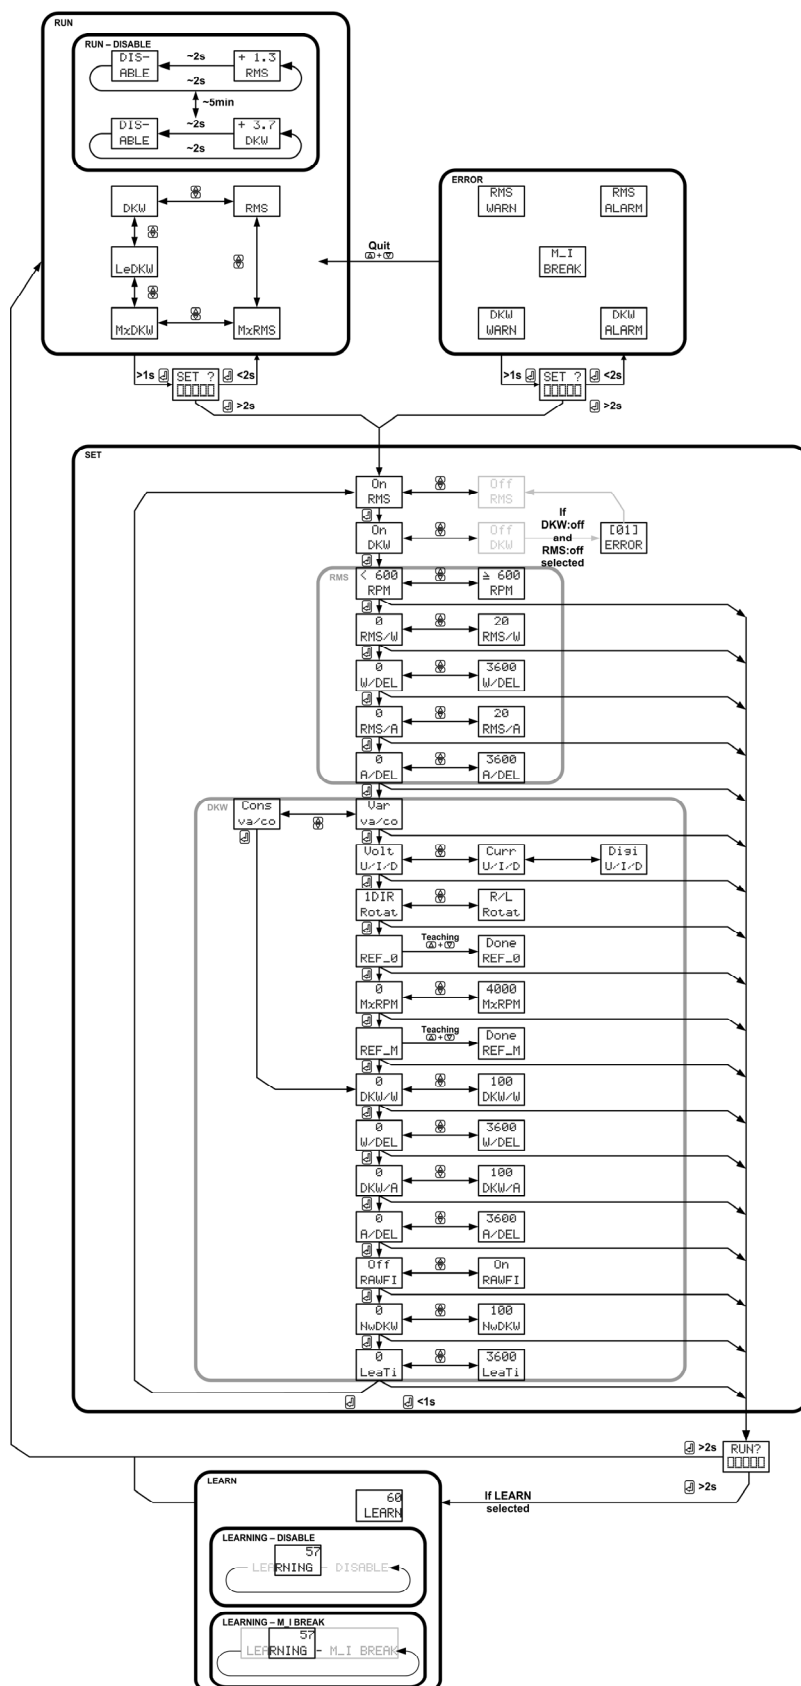 RUN
RUN – DISABLE
DIS-
ABLE
~2s
~2s
+ 1.3
RMS
~5min
DIS-
ABLE
~2s
~2s
+ 3.7
DKW
DKW
RMS
LeDKW
MxDKW
MxRMS
ERROR
RMS
WARN
RMS
ALARM
M_I
BREAK
DKW
WARN
DKW
ALARM
Quit
+
>1s
SET ?
<2s
>2s
>1s
SET ?
<2s
>2s
SET
On
RMS
Off
RMS
On
DKW
Off
DKW
If
DKW:off
and
RMS:off
selected
[01]
ERROR
RMS
< 600
RPM
≥ 600
RPM
0
RMS/W
20
RMS/W
0
W/DEL
3600
W/DEL
0
RMS/A
20
RMS/A
0
A/DEL
3600
A/DEL
DKW
Cons
va/co
Var
va/co
Volt
U/I/D
Curr
U/I/D
Digi
U/I/D
1DIR
Rotat
R/L
Rotat
REF_0
Teaching
+
Done
REF_0
0
MxRPM
4000
MxRPM
REF_M
Teaching
+
Done
REF_M
0
DKW/W
100
DKW/W
0
W/DEL
3600
W/DEL
0
DKW/A
100
DKW/A
0
A/DEL
3600
A/DEL
Off
RAWFI
On
RAWFI
0
NwDKW
100
NwDKW
0
LeaTi
3600
LeaTi
<1s
>2s
RUN?
>2s
If LEARN
selected
LEARN
60
LEARN
LEARNING – DISABLE
57
LEARNING - DISABLE
LEARNING – M_I BREAK
57
LEARNING - M_I BREAK